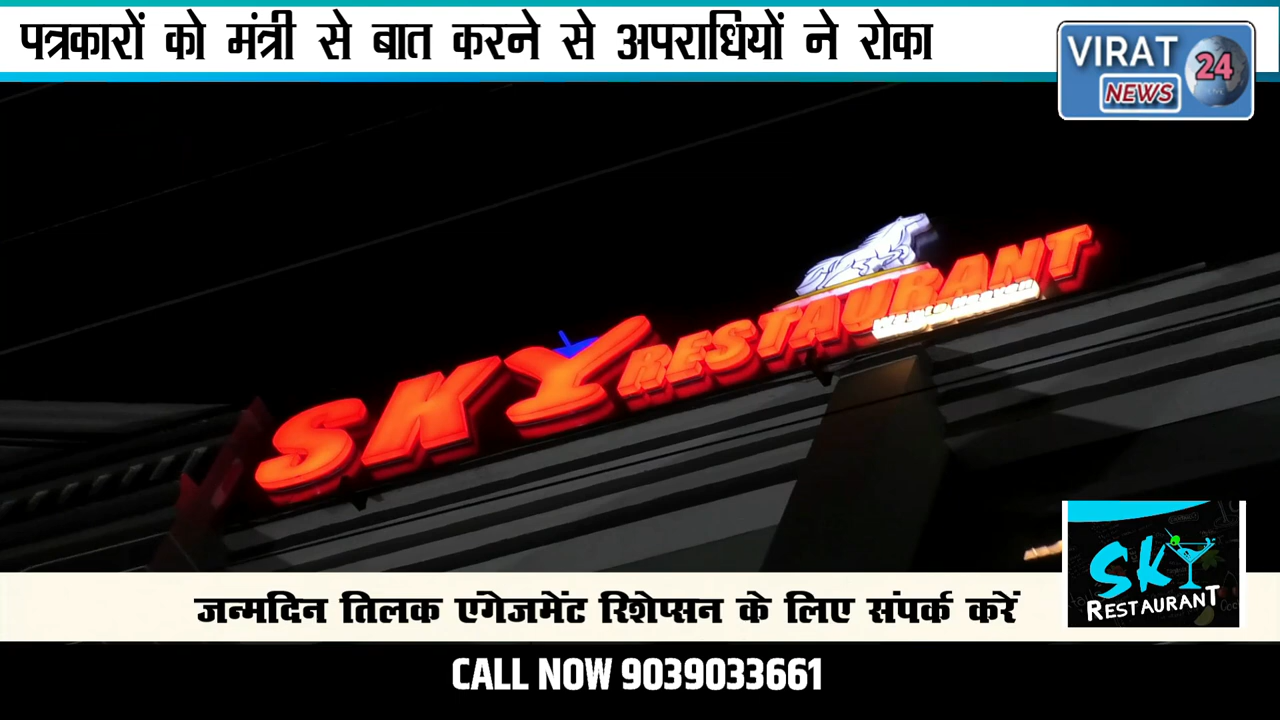 पत्रकारों को मंत्री से बात करने से अपराधियों ने रोका
VIRAT 24
NEWS
SKY RESTAURANT
जन्मदिन तिलक एंगेजमेंट रिशेप्सन के लिए संपर्क करें
SKY
RESTAURANT
CALL NOW 9039033661